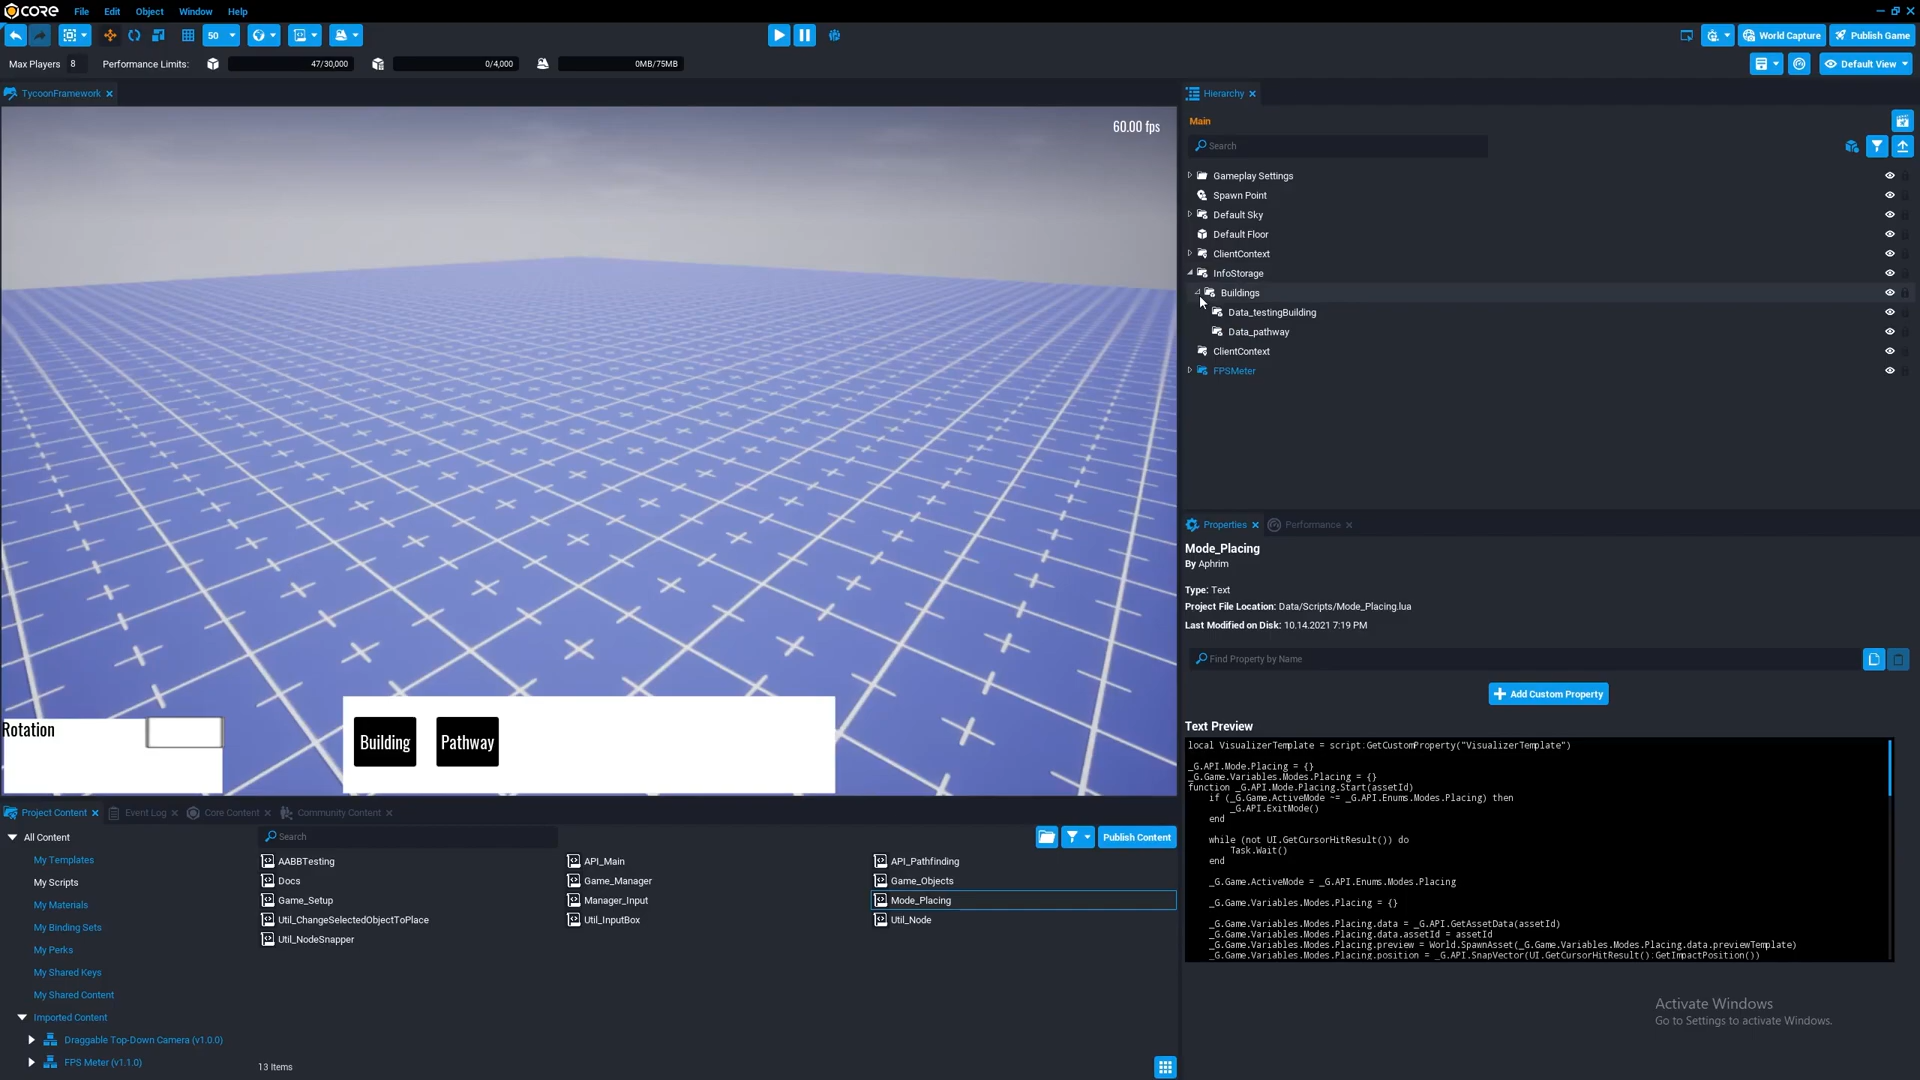 CORE File Edit Object Window Help
50
World Capture Publish Game
Max Players 8 Performance Limits: 47/30,000 0/4,000 0MB/75MB Default View
TycoonFramework
60.00 fps
Rotation
Building Pathway
Hierarchy
Main
Search
Gameplay Settings
Spawn Point
Default Sky
Default Floor
ClientContext
InfoStorage
Buildings
Data_testingBuilding
Data_pathway
ClientContext
FPSMeter
Properties Performance
Mode_Placing
By Aphrim
Type: Text
Project File Location: Data/Scripts/Mode_Placing.lua
Last Modified on Disk: 10.14.2021 7:19 PM
Find Property by Name
Add Custom Property
Text Preview
local VisualizerTemplate = script:GetCustomProperty("VisualizerTemplate")
_G.API.Mode.Placing = {}
_G.Game.Variables.Modes.Placing = {}
function _G.API.Mode.Placing.Start(assetId)
if (_G.Game.ActiveMode ~= _G.API.Enums.Modes.Placing) then
_G.API.ExitMode()
end
while (not UI.GetCursorHitResult()) do
Task.Wait()
end
_G.Game.ActiveMode = _G.API.Enums.Modes.Placing
_G.Game.Variables.Modes.Placing = {}
_G.Game.Variables.Modes.Placing.data = _G.API.GetAssetData(assetId)
_G.Game.Variables.Modes.Placing.data.assetId = assetId
_G.Game.Variables.Modes.Placing.preview = World.SpawnAsset(_G.Game.Variables.Modes.Placing.data.previewTemplate)
_G.Game.Variables.Modes.Placing.position = _G.API.SnapVector(UI.GetCursorHitResult():GetImpactPosition())
Project Content Event Log Core Content Community Content
All Content
My Templates
My Scripts
My Materials
My Binding Sets
My Perks
My Shared Keys
My Shared Content
Imported Content
Draggable Top-Down Camera (v1.0.0)
FPS Meter (v1.1.0)
Search
Publish Content
AABBTesting API_Main API_Pathfinding
Docs Game_Manager Game_Objects
Game_Setup Manager_Input Mode_Placing
Util_ChangeSelectedObjectToPlace Util_InputBox Util_Node
Util_NodeSnapper
13 Items
Activate Windows
Go to Settings to activate Windows.